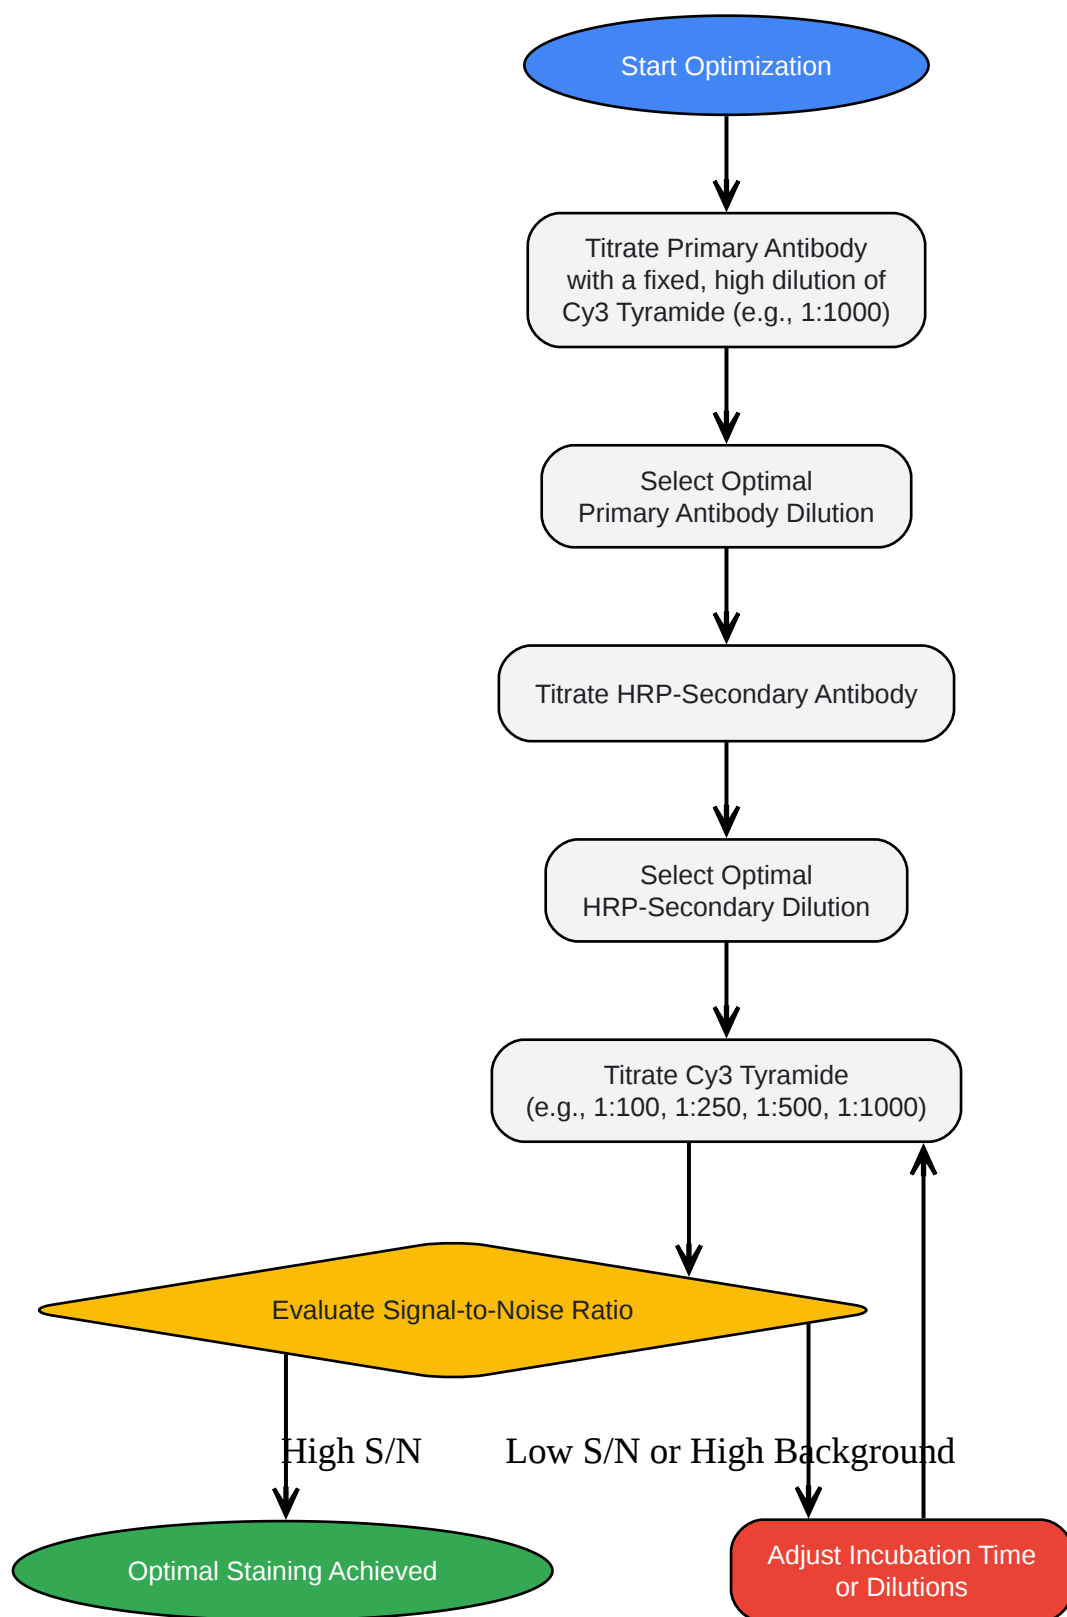 Start Optimization
Titrate Primary Antibody
with a fixed, high dilution of
Cy3 Tyramide (e.g., 1:1000)
Select Optimal
Primary Antibody Dilution
Titrate HRP-Secondary Antibody
Select Optimal
HRP-Secondary Dilution
Titrate Cy3 Tyramide
(e.g., 1:100, 1:250, 1:500, 1:1000)
Evaluate Signal-to-Noise Ratio
High S/N
Low S/N or High Background
Optimal Staining Achieved
Adjust Incubation Time
or Dilutions